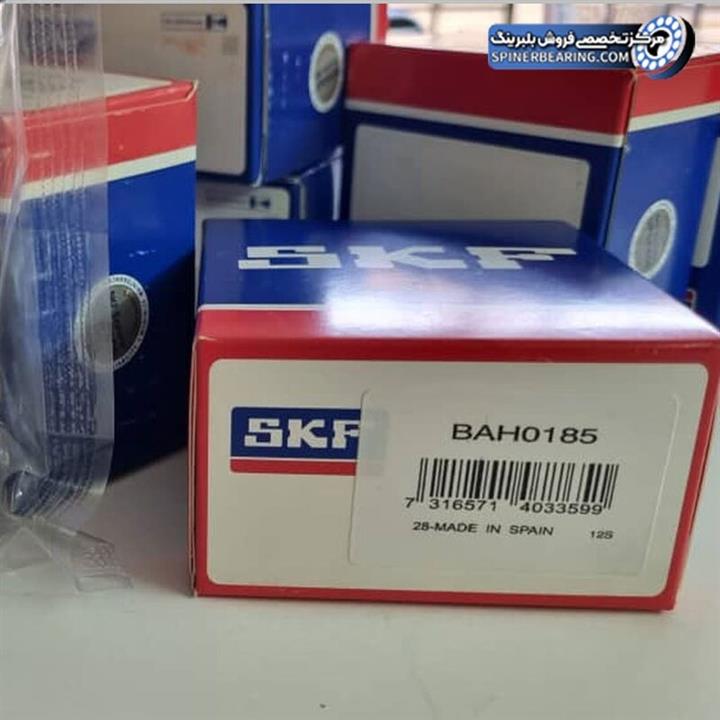 مرکز تخصصی فروش بلبرینگ
SPINERBEARING.COM
SKF
SKF
BAH0185
7 316571 4033599
28-MADE IN SPAIN 12S